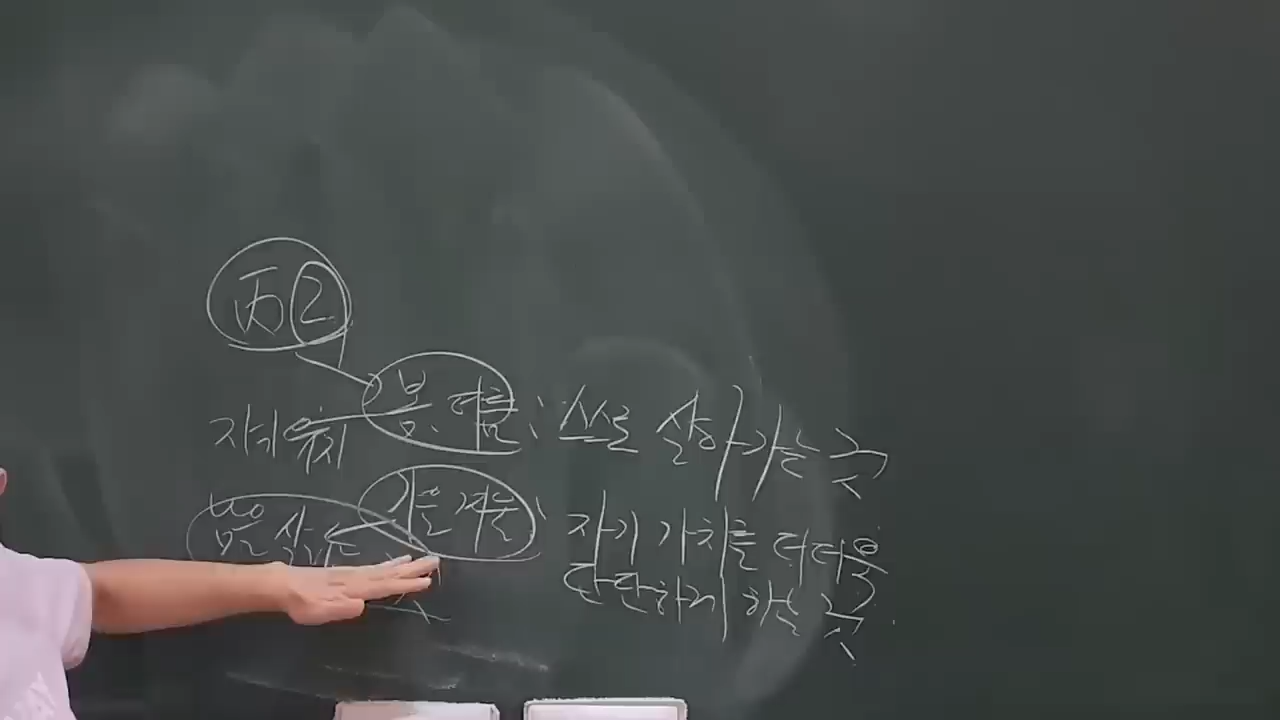 丙 2
봄.여름; 스스로 살아가는 곳
자기 위치
가을겨울; 자기 가치를 더더욱
단단하게 하는 곳